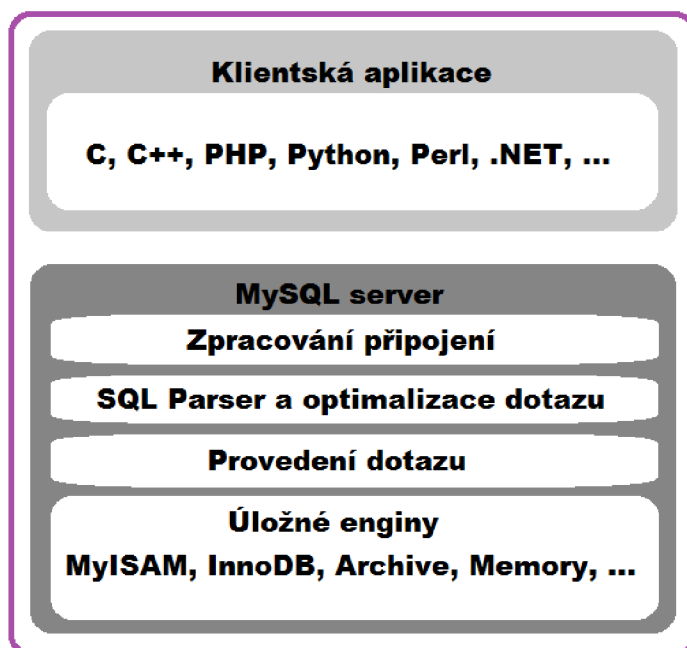 Klientská aplikace
C, C++, PHP, Python, Perl, .NET, ...
MySQL server
Zpracování připojení
SQL Parser a optimalizace dotazu
Provedení dotazu
Úložné enginy
MyISAM, InnoDB, Archive, Memory, ...